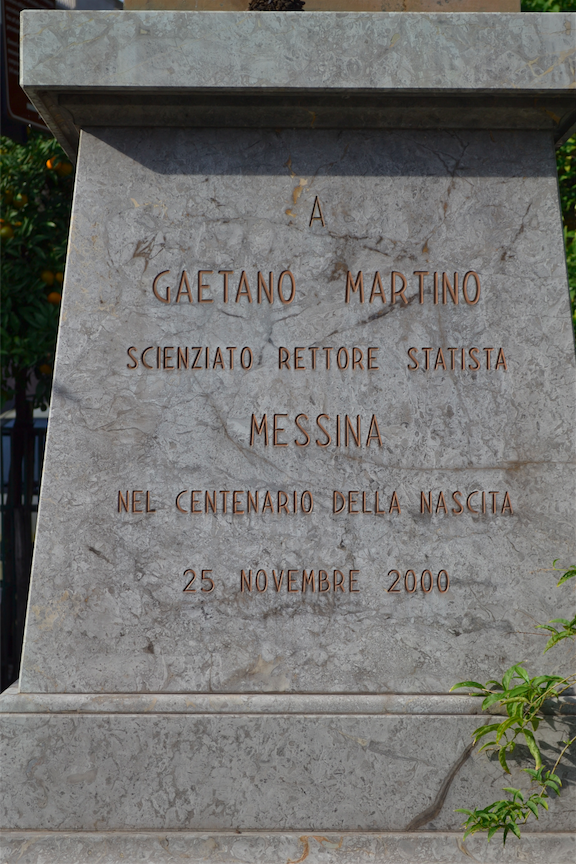 A
GAETANO MARTINO
SCIENZIATO RETTORE STATISTA
MESSINA
NEL CENTENARIO DELLA NASCITA
25 NOVEMBRE 2000